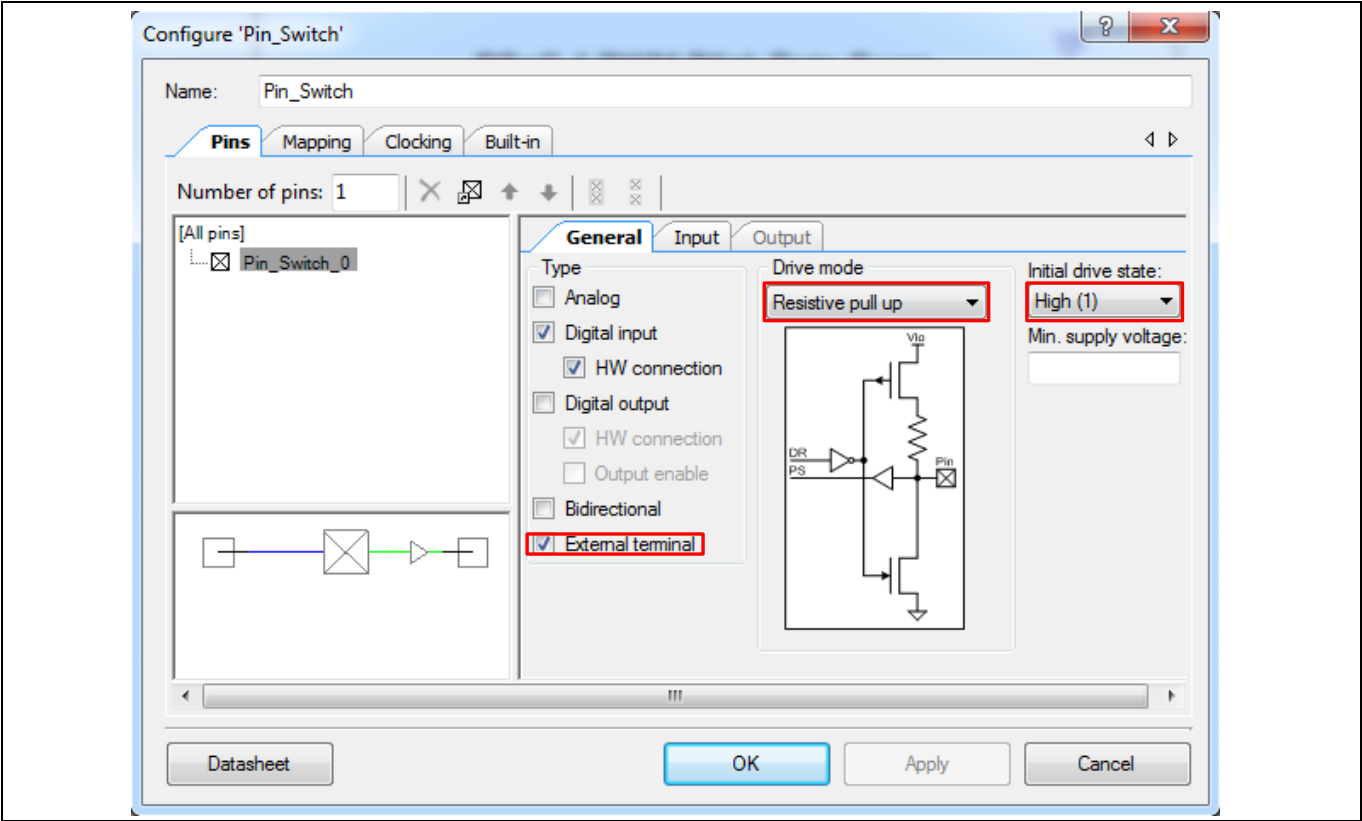 Configure 'Pin_Switch'
Name: Pin_Switch
Pins Mapping Clocking Built-in
Number of pins: 1
[All pins]
Pin_Switch_0
General Input Output
Type
Analog
Digital input
HW connection
Digital output
HW connection
Output enable
Bidirectional
External terminal
Drive mode
Resistive pull up
Vio
DR
PS
Pin
Initial drive state:
High (1)
Min. supply voltage:
Datasheet OK Apply Cancel